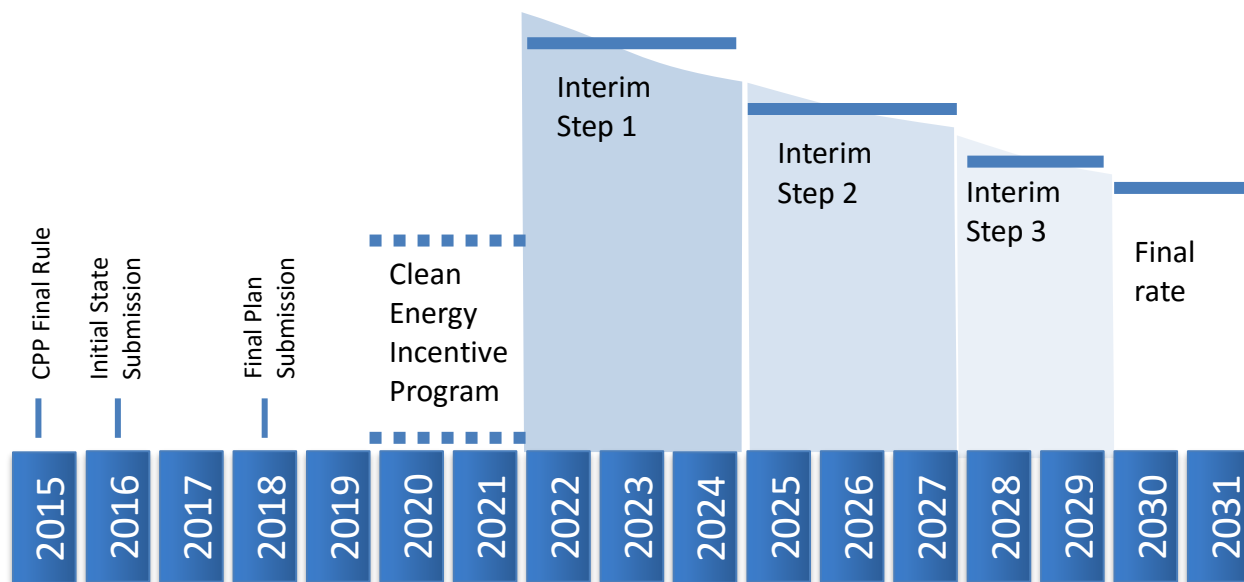 CPP Final Rule
Initial State
Submission
Final Plan
Submission
Clean
Energy
Incentive
Program
Interim
Step 1
Interim
Step 2
Interim
Step 3
Final
rate
2015
2016
2017
2018
2019
2020
2021
2022
2023
2024
2025
2026
2027
2028
2029
2030
2031